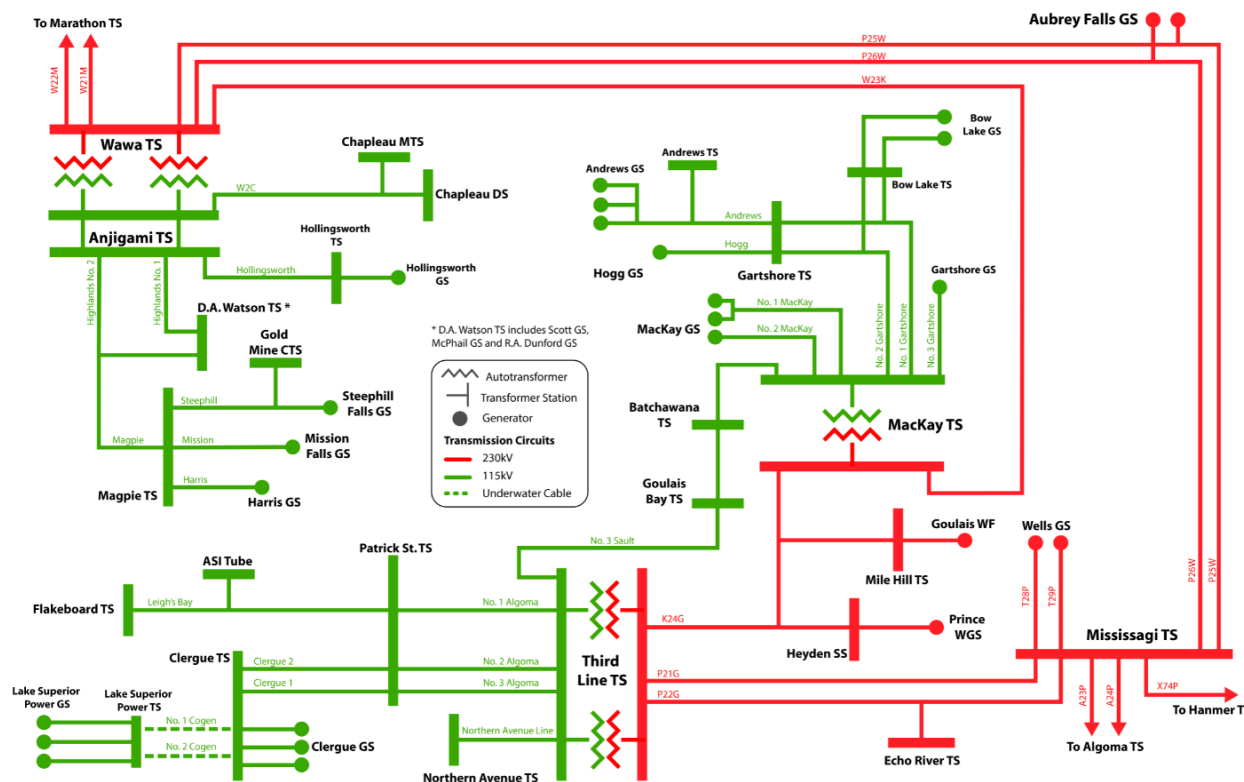 To Marathon TS
Aubrey Falls GS
P25W
P26W
W23K
W22M
W21M
Wawa TS
Chapleau MTS
W2C
Chapleau DS
Anjigami TS
Hollingsworth
TS
Hollingsworth
Hollingsworth
GS
Highlands No. 2
Highlands No. 1
D.A. Watson TS *
Gold
Mine CTS
Steephill
Steephill
Falls GS
Magpie
Mission
Mission
Falls GS
Harris
Harris GS
Magpie TS
Andrews TS
Andrews GS
Andrews
Hogg
Hogg GS
Gartshore TS
Bow
Lake GS
Bow Lake TS
Gartshore GS
No. 1 MacKay
No. 2 MacKay
MacKay GS
No. 2 Gartshore
No. 1 Gartshore
No. 3 Gartshore
* D.A. Watson TS includes Scott GS,
McPhail GS and R.A. Dunford GS
Autotransformer
Transformer Station
Generator
Transmission Circuits
230kV
115kV
Underwater Cable
Batchawana
TS
MacKay TS
Goulais
Bay TS
No. 3 Sault
Goulais WF
Mile Hill TS
Wells GS
T28P
T29P
P26W
P25W
Patrick St. TS
ASI Tube
Flakeboard TS
Leigh's Bay
No. 1 Algoma
K24G
Prince
WGS
Heyden SS
Mississagi TS
Clergue TS
Clergue 2
Clergue 1
No. 2 Algoma
No. 3 Algoma
Third
Line TS
P21G
P22G
Lake Superior
Power GS
Lake Superior
Power TS
No. 1 Cogen
No. 2 Cogen
Clergue GS
Northern Avenue Line
Northern Avenue TS
Echo River TS
A23P
A24P
X74P
To Algoma TS
To Hanmer T